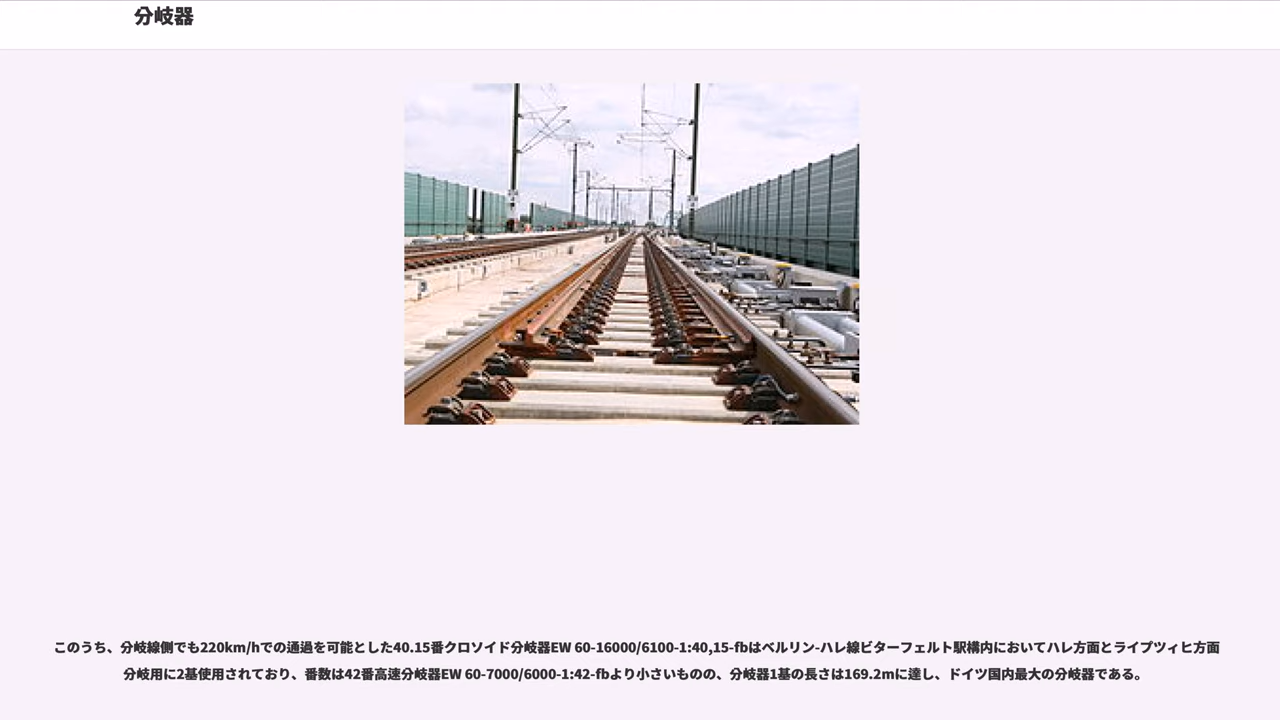 分岐器
このうち、分岐線側でも220km/hでの通過を可能とした40.15番クロソイド分岐器EW 60-16000/6100-1:40,15-fbはベルリン-ハレ線ビターフェルト駅構内においてハレ方面とライプツィヒ方面
分岐用に2基使用されており、番数は42番高速分岐器EW 60-7000/6000-1:42-fbより小さいものの、分岐器1基の長さは169.2mに達し、ドイツ国内最大の分岐器である。